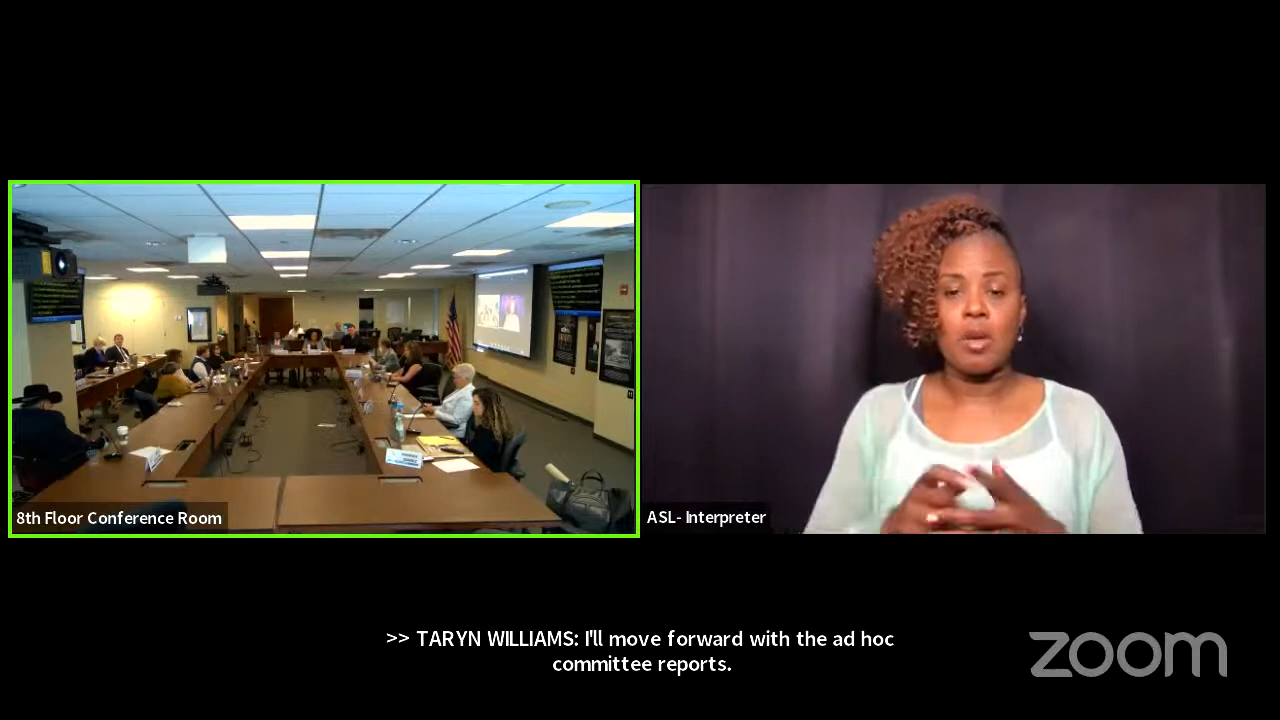 8th Floor Conference Room
ASL- Interpreter
>> TARYN WILLIAMS: I'll move forward with the ad hoc
committee reports.
zoom